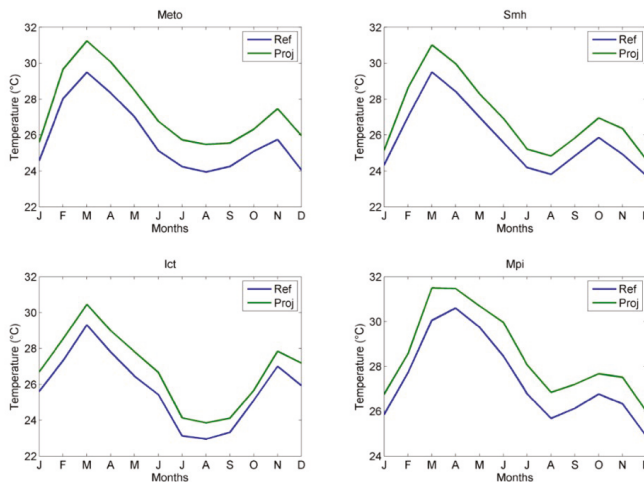 Meto
Smh
Temperature (°C)
32
30
28
26
24
22
J F M A M J J A S O N D
Months
Ref
Proj
Temperature (°C)
32
30
28
26
24
22
J F M A M J J A S O N D
Months
Ref
Proj
Ict
Mpi
Temperature (°C)
32
30
28
26
24
22
J F M A M J J A S O N D
Months
Ref
Proj
Temperature (°C)
32
30
28
26
24
J F M A M J J A S O N
Months
Ref
Proj